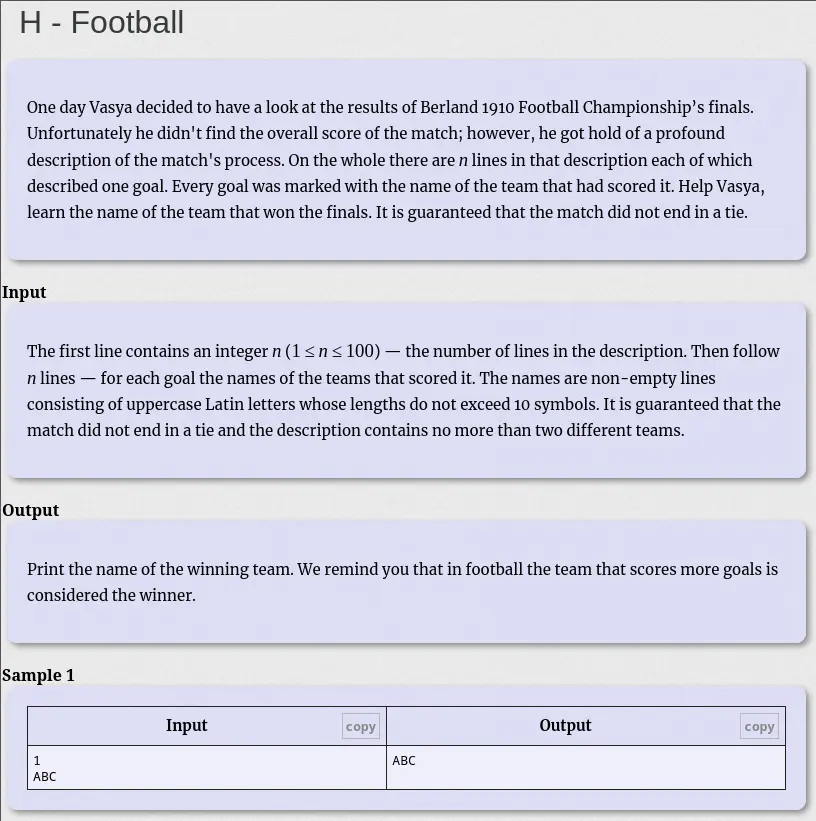 H - Football
One day Vasya decided to have a look at the results of Berland 1910 Football Championship’s finals.
Unfortunately he didn't find the overall score of the match; however, he got hold of a profound
description of the match's process. On the whole there are n lines in that description each of which
described one goal. Every goal was marked with the name of the team that had scored it. Help Vasya,
learn the name of the team that won the finals. It is guaranteed that the match did not end in a tie.
Input
The first line contains an integer n (1 ≤ n ≤ 100) — the number of lines in the description. Then follow
n lines — for each goal the names of the teams that scored it. The names are non-empty lines
consisting of uppercase Latin letters whose lengths do not exceed 10 symbols. It is guaranteed that the
match did not end in a tie and the description contains no more than two different teams.
Output
Print the name of the winning team. We remind you that in football the team that scores more goals is
considered the winner.
Sample 1
Input copy Output copy
1 ABC
ABC